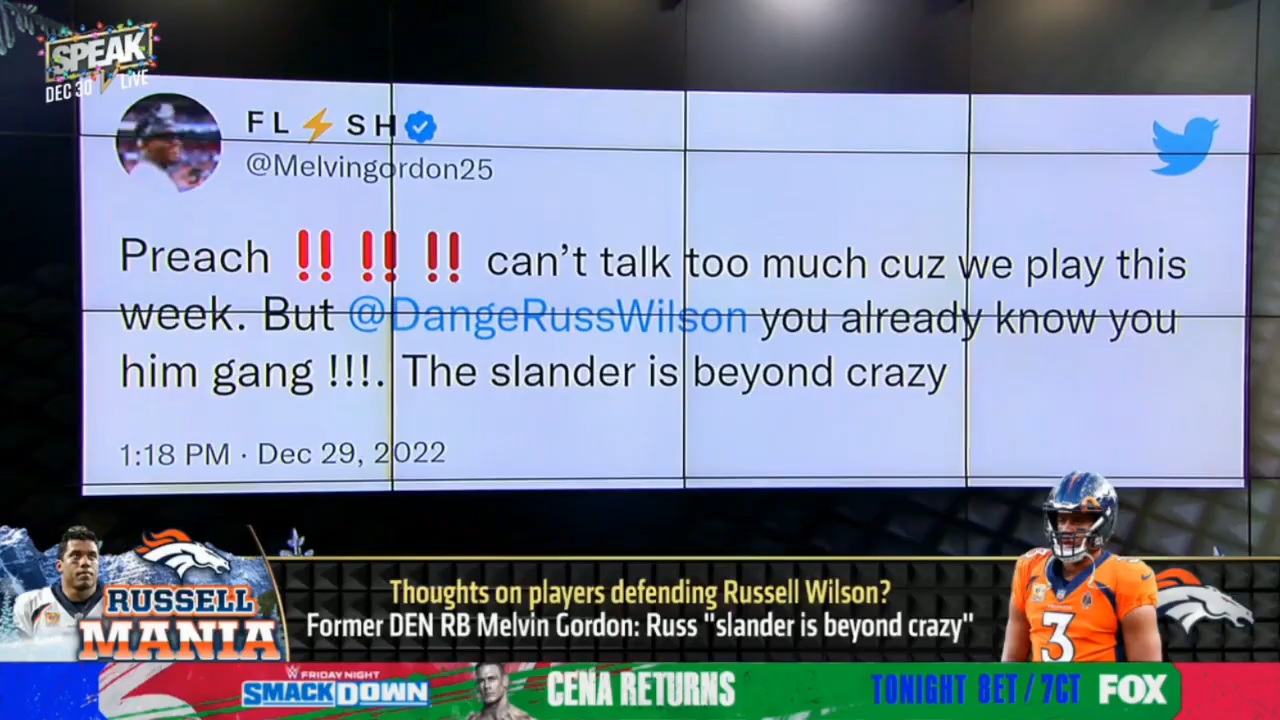 SPEAK
DEC 30 LIVE
FL⚡SH
@Melvingordon25
Preach ‼️ ‼️ ‼️ can’t talk too much cuz we play this
week. But @DangeRussWilson you already know you
him gang !!!. The slander is beyond crazy
1:18 PM · Dec 29, 2022
RUSSELL
MANIA
Thoughts on players defending Russell Wilson?
Former DEN RB Melvin Gordon: Russ "slander is beyond crazy"
3
3
W FRIDAY NIGHT
SMACKDOWN
CENA RETURNS
TONIGHT 8ET / 7CT FOX